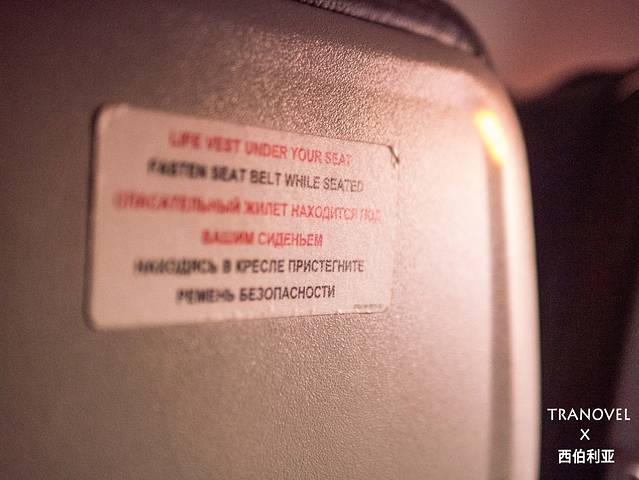 LIFE VEST UNDER YOUR SEAT
FASTEN SEAT BELT WHILE SEATED
СПАСАТЕЛЬНЫЙ ЖИЛЕТ НАХОДИТСЯ ПОД
ВАШИМ СИДЕНЬЕМ
НАХОДЯСЬ В КРЕСЛЕ ПРИСТЕГНИТЕ
РЕМЕНЬ БЕЗОПАСНОСТИ
TRANOVEL
X
西伯利亚